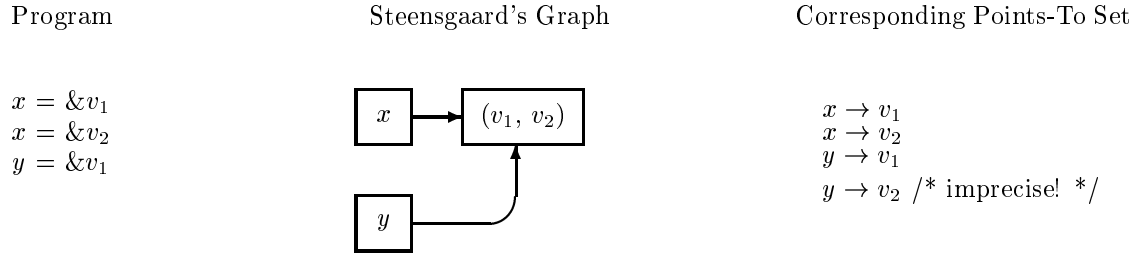 Program
Steensgaard's Graph
Corresponding Points-To Set
x = &v₁
x = &v₂
y = &v₁
x
(v₁, v₂)
y
x → v₁
x → v₂
y → v₁
y → v₂ /* imprecise! */